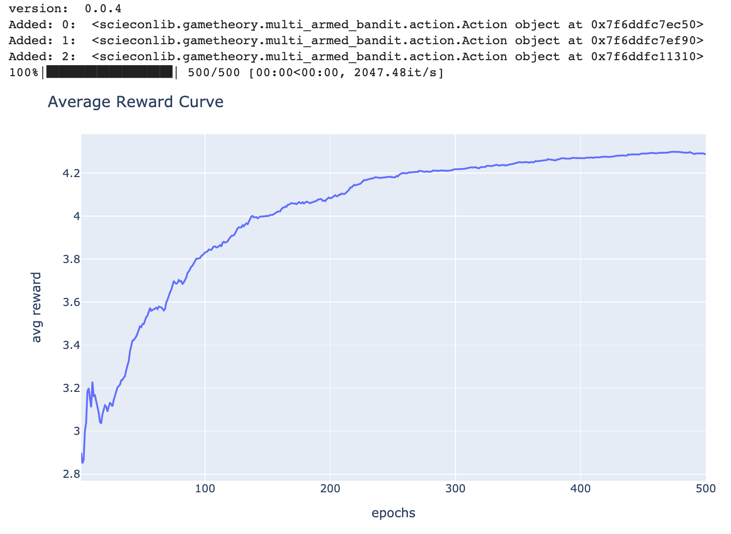 version:  0.0.4
Added: 0:  <scieconlib.gametheory.multi_armed_bandit.action.Action object at 0x7f6ddfc7ec50>
Added: 1:  <scieconlib.gametheory.multi_armed_bandit.action.Action object at 0x7f6ddfc7ef90>
Added: 2:  <scieconlib.gametheory.multi_armed_bandit.action.Action object at 0x7f6ddfc11310>
100%|██████████| 500/500 [00:00<00:00, 2047.48it/s]
Average Reward Curve
avg reward
4.2
4
3.8
3.6
3.4
3.2
3
2.8
100
200
300
400
500
epochs